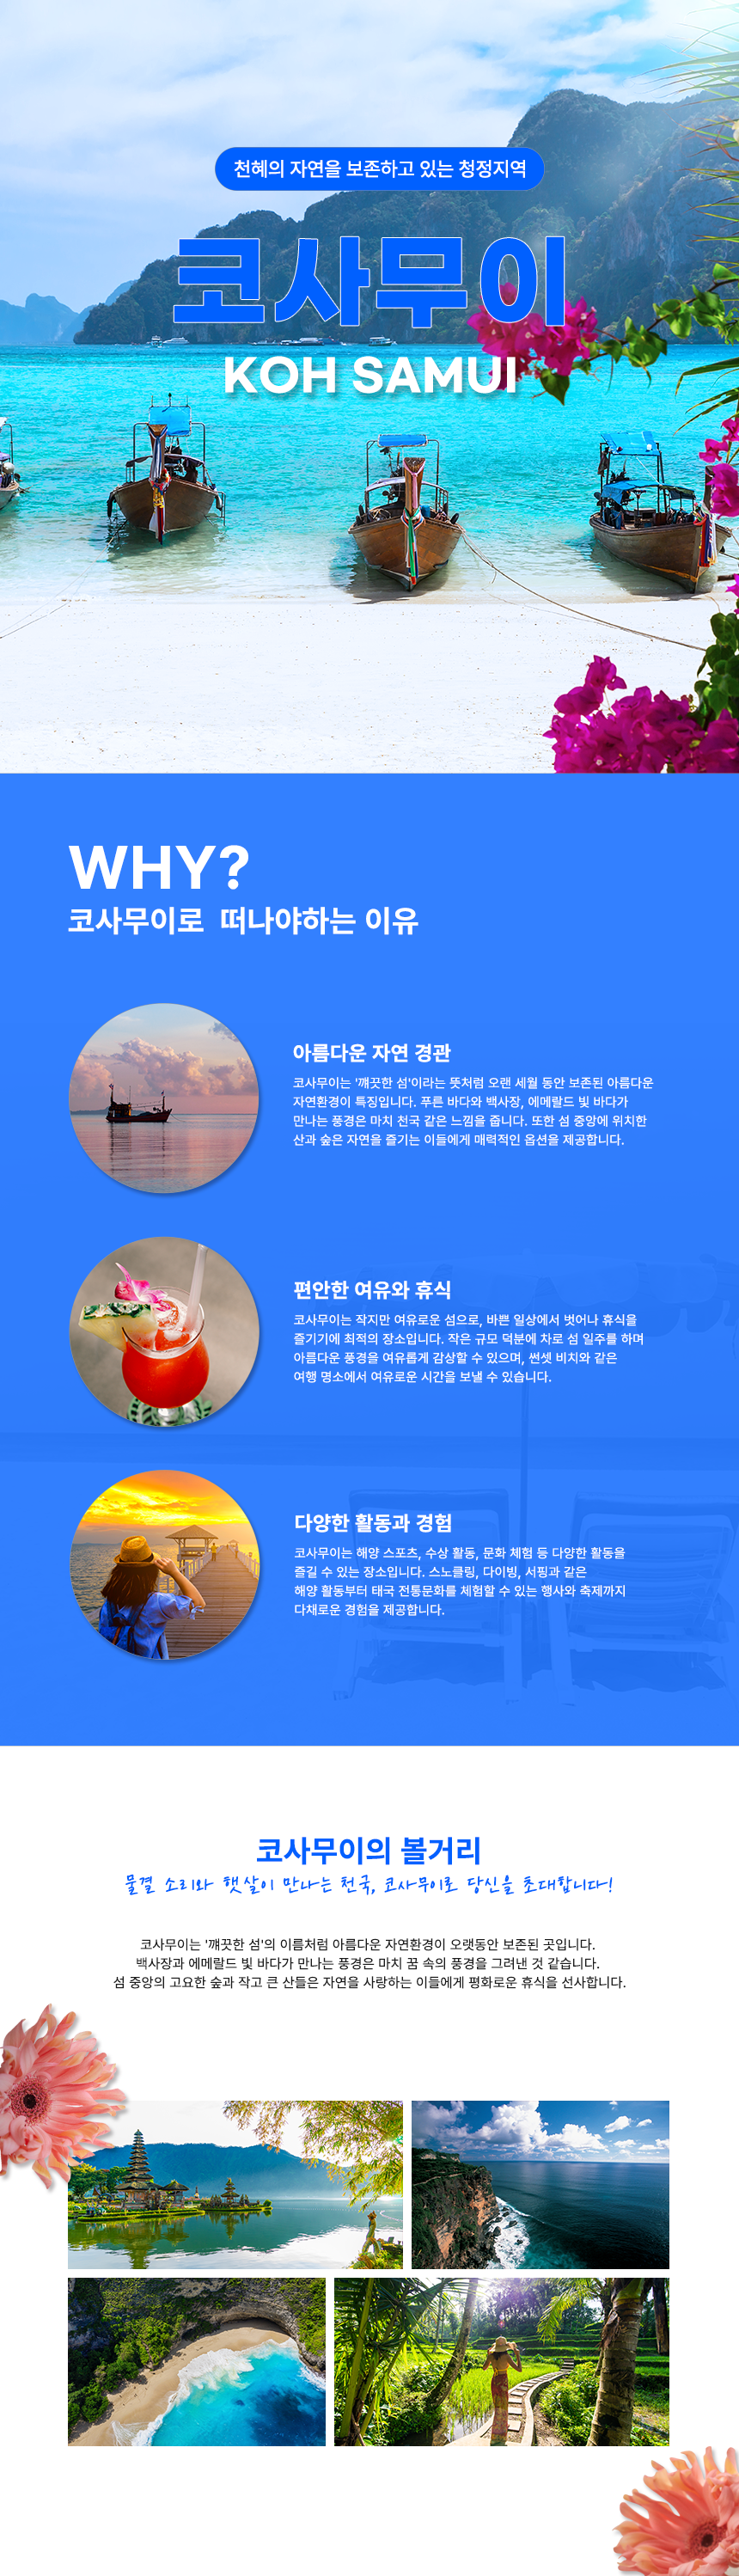 천혜의 자연을 보존하고 있는 청정지역
코사무이
KOH SAMUI
WHY?
코사무이로 떠나야하는 이유
아름다운 자연 경관
코사무이는 '깨끗한 섬'이라는 뜻처럼 오랜 세월 동안 보존된 아름다운
자연환경이 특징입니다. 푸른 바다와 백사장, 에메랄드 빛 바다가
만나는 풍경은 마치 천국 같은 느낌을 줍니다. 또한 섬 중앙에 위치한
산과 숲은 자연을 즐기는 이들에게 매력적인 옵션을 제공합니다.
편안한 여유와 휴식
코사무이는 작지만 여유로운 섬으로, 바쁜 일상에서 벗어나 휴식을
즐기기에 최적의 장소입니다. 작은 규모 덕분에 차로 섬 일주를 하며
아름다운 풍경을 여유롭게 감상할 수 있으며, 썬셋 비치와 같은
여행 명소에서 여유로운 시간을 보낼 수 있습니다.
다양한 활동과 경험
코사무이는 해양 스포츠, 수상 활동, 문화 체험 등 다양한 활동을
즐길 수 있는 장소입니다. 스노클링, 다이빙, 서핑과 같은
해양 활동부터 태국 전통문화를 체험할 수 있는 행사와 축제까지
다채로운 경험을 제공합니다.
코사무이의 볼거리
물결 소리와 햇살이 만나는 천국, 코사무이로 당신을 초대합니다!
코사무이는 '깨끗한 섬'의 이름처럼 아름다운 자연환경이 오랫동안 보존된 곳입니다.
백사장과 에메랄드 빛 바다가 만나는 풍경은 마치 꿈 속의 풍경을 그려낸 것 같습니다.
섬 중앙의 고요한 숲과 작고 큰 산들은 자연을 사랑하는 이들에게 평화로운 휴식을 선사합니다.